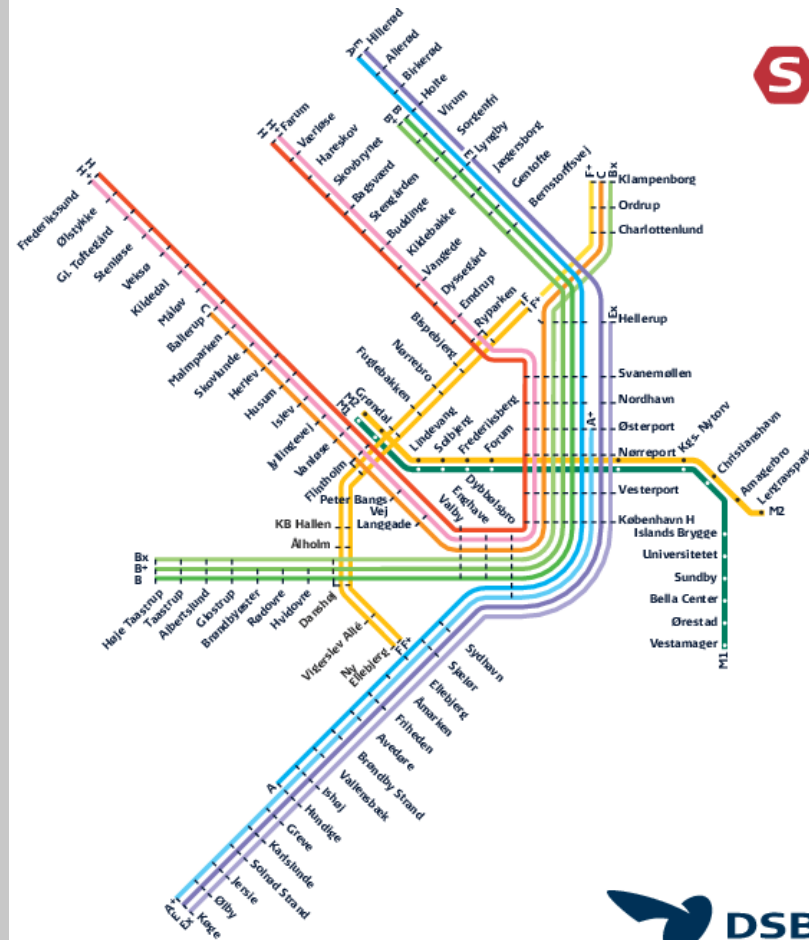 S
A
E
Hillerød
Allerød
Birkerød
Holte
B
B+
Virum
Sorgenfri
E
Lyngby
Jægersborg
Gentofte
Bernstorffsvej
H
H+
Farum
Værløse
Hareskov
Skovbrynet
Bagsværd
Stengården
Buddinge
Kildebakke
Vangede
Dyssegård
Emdrup
Ryparken
F
F+
F+
C
Bx
Klampenborg
Ordrup
Charlottenlund
Ex
Hellerup
Svanemøllen
Nordhavn
A+
Østerport
Nørreport
Vesterport
København H
H
H+
Frederikssund
Ølstykke
Gl. Toftegård
Stenløse
Veksø
Kildedal
Måløv
C
Ballerup
Malmparken
Skovlunde
Herlev
Husum
Islev
Jyllingevej
Vanløse
Flintholm
Peter Bangs
Vej
Langgade
Valby
Enghave
Dybbølsbro
Bispebjerg
Nørrebro
Fuglebakken
Grøndal
M2
M1
Lindevang
Solbjerg
Frederiksberg
Forum
Kgs. Nytorv
Christianshavn
Amagerbro
Lergravspark
M2
Islands Brygge
Universitetet
Sundby
Bella Center
Ørestad
Vestamager
M1
KB Hallen
Ålholm
Bx
B+
B
Høje Taastrup
Taastrup
Albertslund
Glostrup
Brøndbyøster
Rødovre
Hvidovre
Danshøj
Vigerslev Allé
Ny
Ellebjerg
F
F+
Sydhavn
Sjælør
Ellebjerg
Åmarken
Friheden
Avedøre
Brøndby Strand
Vallensbæk
Ishøj
A
Hundige
Greve
Karlslunde
Solrød Strand
Jersie
Ølby
Køge
A+
E
Ex
DSB